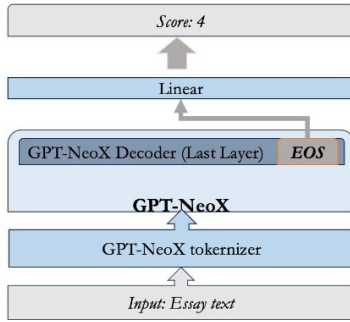 Score: 4
Linear
GPT-NeoX Decoder (Last Layer) EOS
GPT-NeoX
GPT-NeoX tokernizer
Input: Essay text